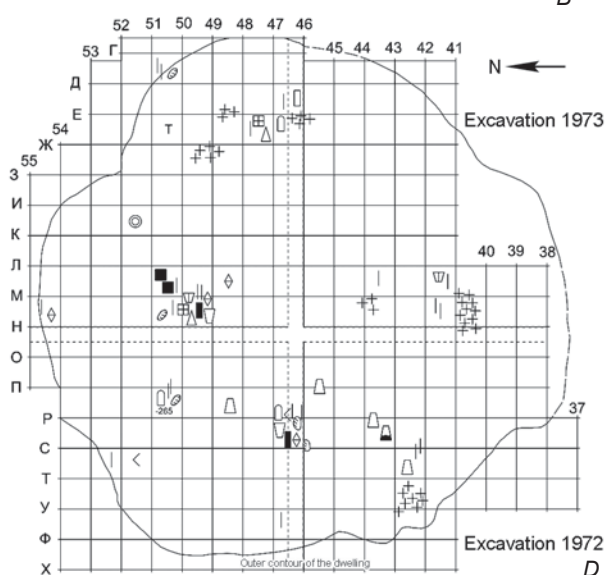 B
52 51 50 49 48 47 46
53 Г 45 44 43 42 41 N
Д
Е Excavation 1973
54 Т
Ж
55
З
И
К
Л 40 39 38
М
Н
О
П
-265
37
Р
С
Т
У
Ф Excavation 1972
Outer contour of the dwelling
Х D